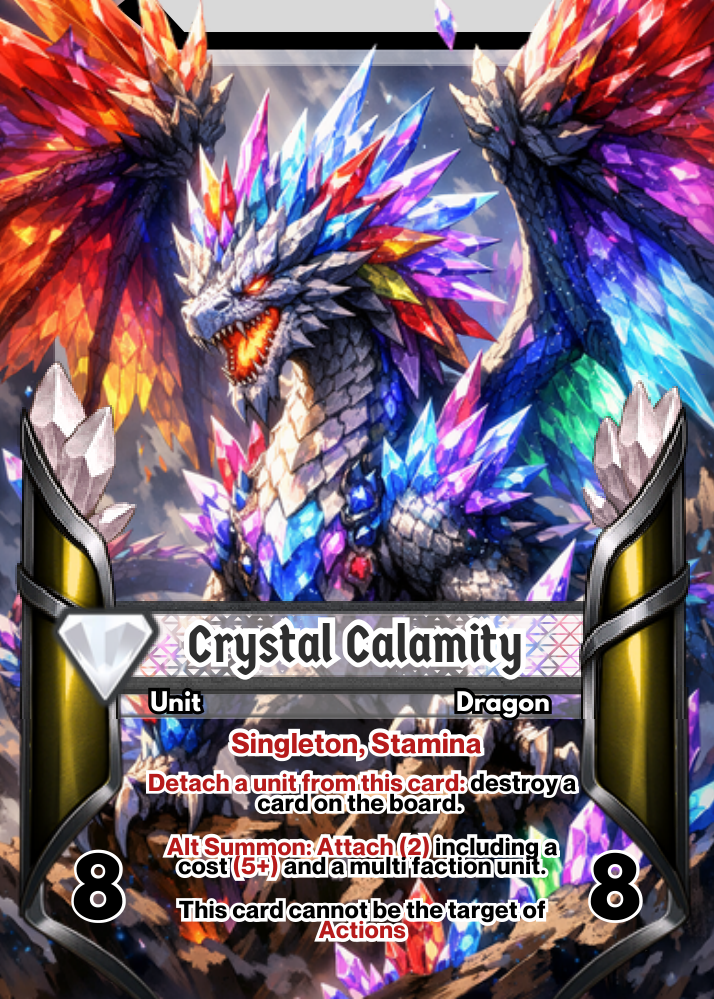 Crystal Calamity
Unit Dragon
Singleton, Stamina
Detach a unit from this card: destroy a
card on the board.
Alt Summon: Attach (2) including a
cost (5+) and a multi faction unit.
8 8
This card cannot be the target of
Actions